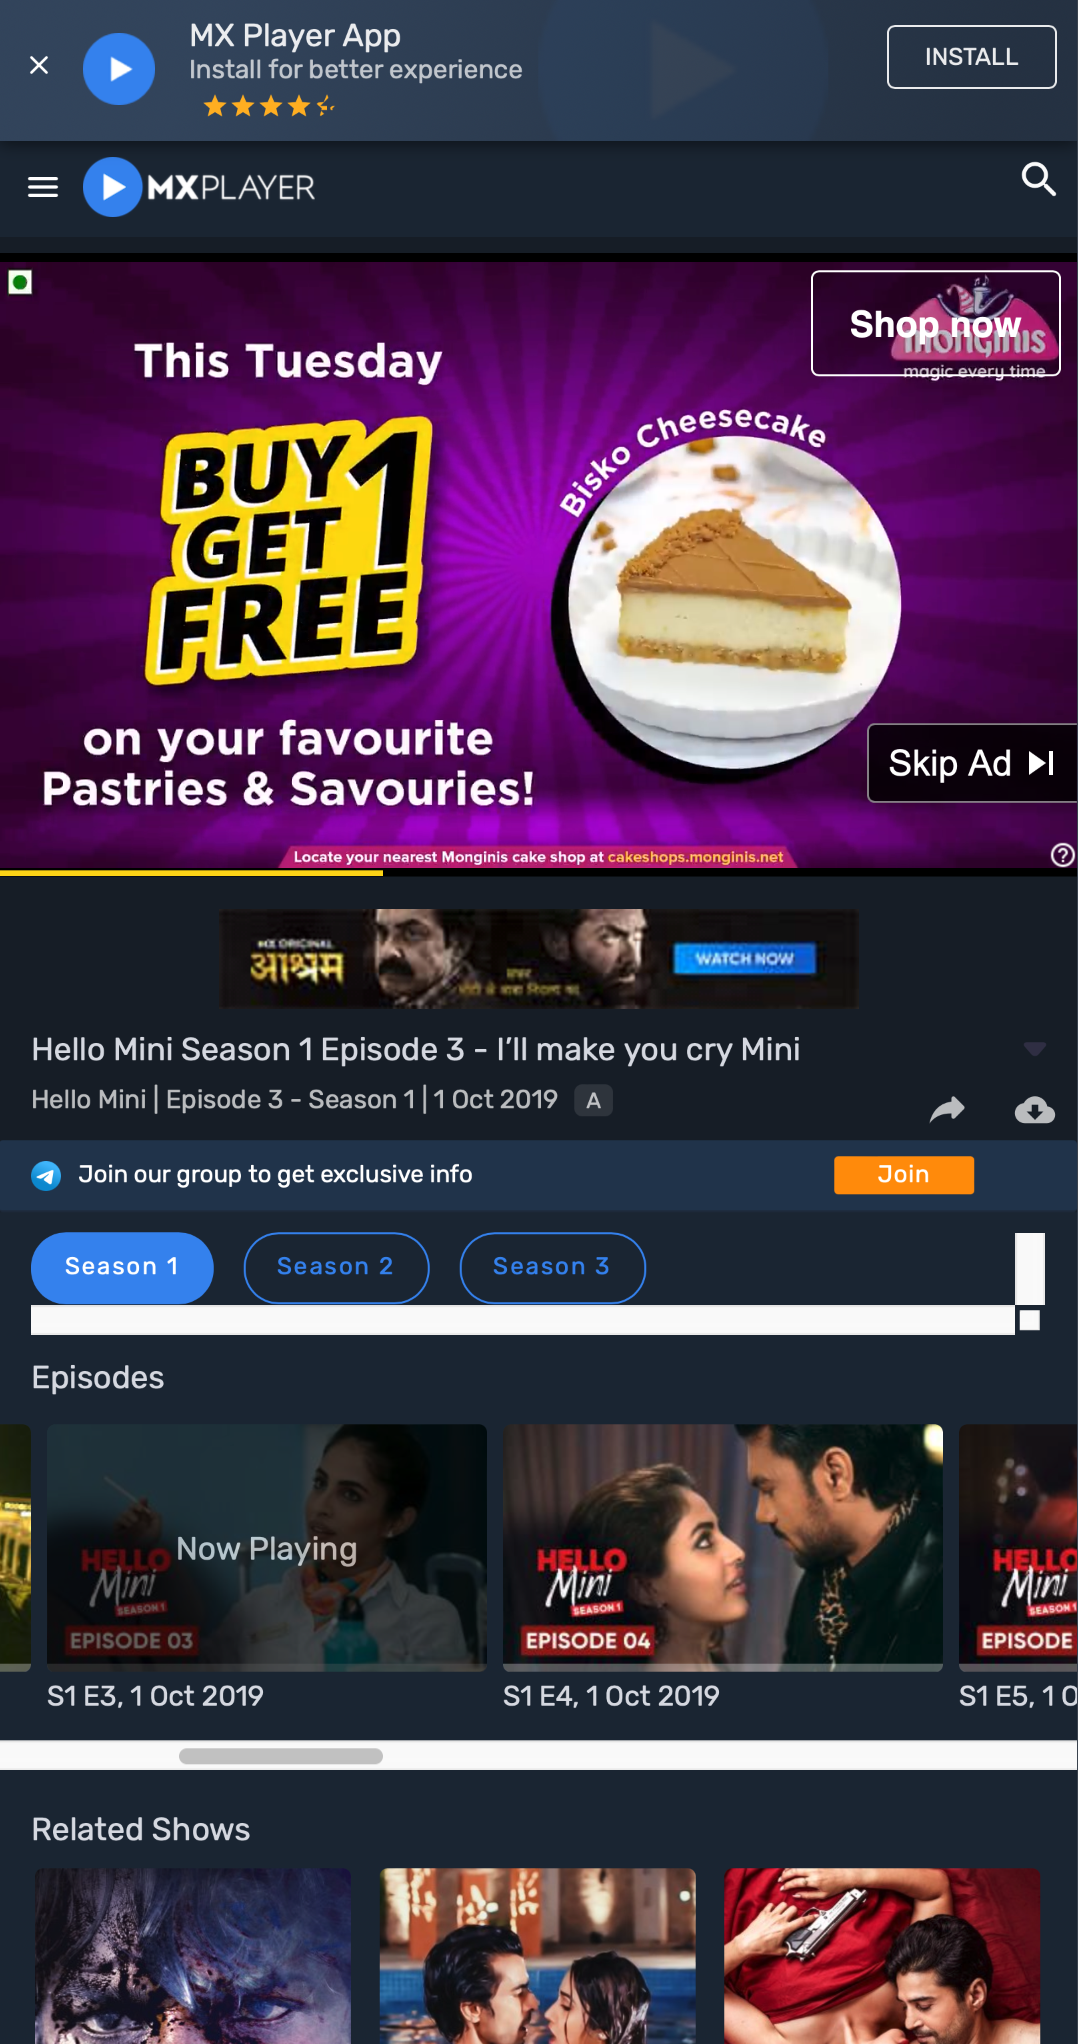 MX Player App
Install for better experience
INSTALL
MXPLAYER
Shop now
monginis
magic every time
This Tuesday
BUY 1
GET
FREE
Bisko Cheesecake
on your favourite
Pastries & Savouries!
Skip Ad
Locate your nearest Monginis cake shop at cakeshops.monginis.net
?
MX ORIGINAL
आश्रम
WATCH NOW
Hello Mini Season 1 Episode 3 - I'll make you cry Mini
Hello Mini | Episode 3 - Season 1 | 1 Oct 2019 A
Join our group to get exclusive info
Join
Season 1 Season 2 Season 3
Episodes
Now Playing
HELLO
Mini
SEASON 1
EPISODE 03
HELLO
Mini
SEASON 1
EPISODE 04
HELLO
Mini
SEASON 1
EPISODE
S1 E3, 1 Oct 2019
S1 E4, 1 Oct 2019
S1 E5, 1 O
Related Shows